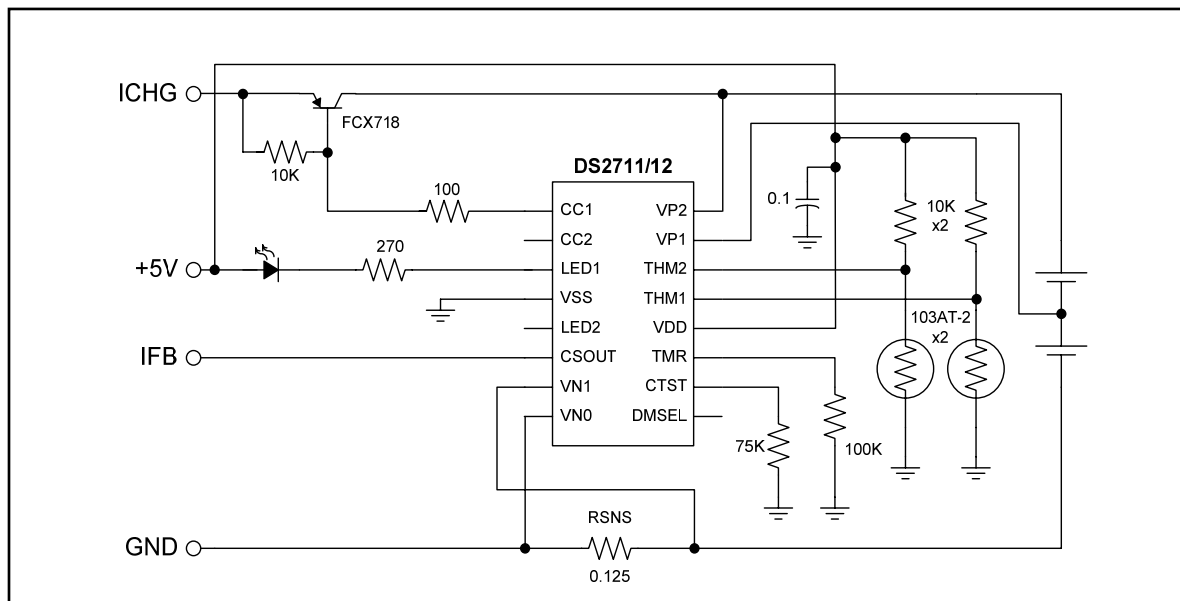 ICHG
FCX718
10K
DS2711/12
100
0.1
10K
x2
CC1
VP2
CC2
VP1
+5V
270
LED1
THM2
VSS
THM1
103AT-2
x2
LED2
VDD
IFB
CSOUT
TMR
VN1
CTST
VN0
DMSEL
75K
100K
GND
RSNS
0.125